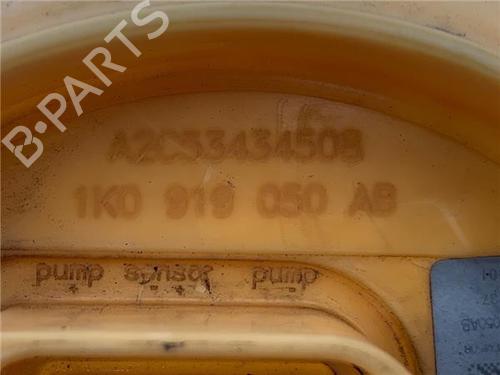 B-PARTS
A2C53434508
1K0 919 050 AB
pump sensor pump